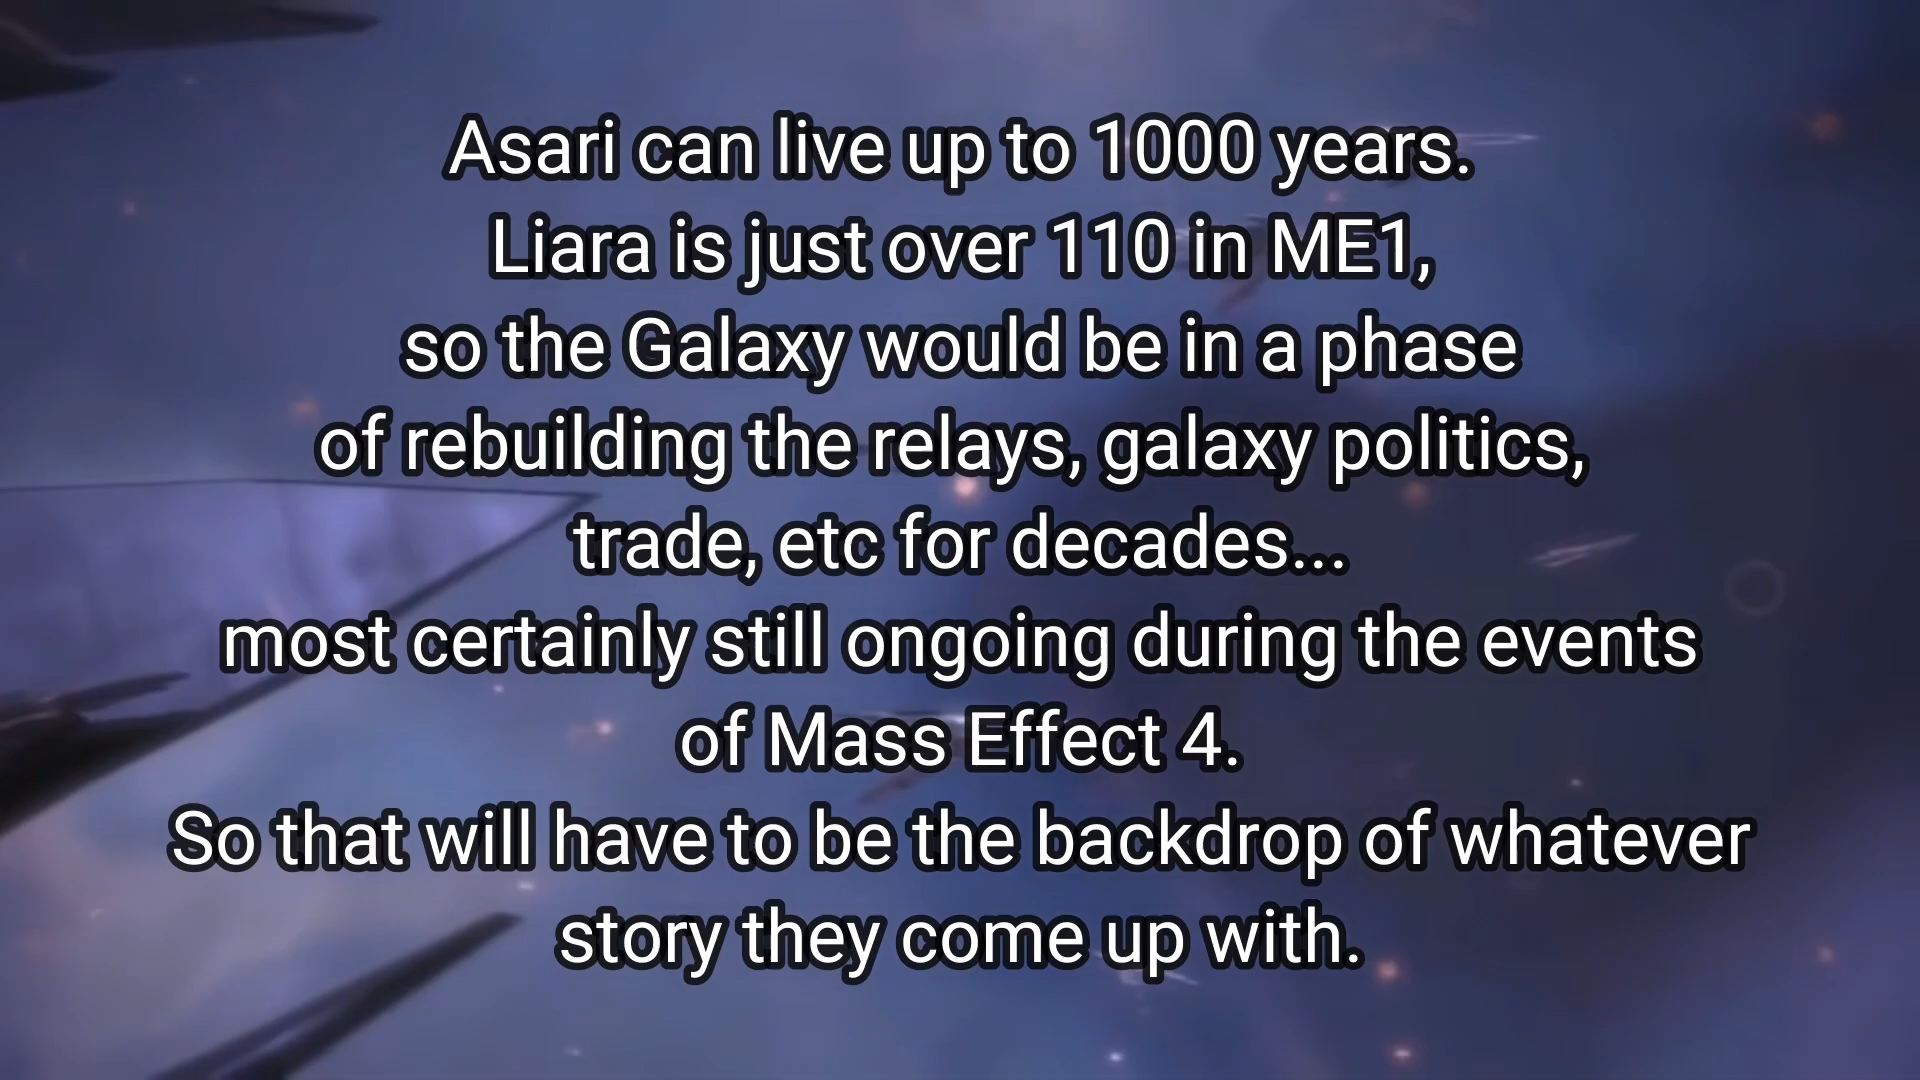 Asari can live up to 1000 years.
Liara is just over 110 in ME1,
so the Galaxy would be in a phase
of rebuilding the relays, galaxy politics,
trade, etc for decades...
most certainly still ongoing during the events
of Mass Effect 4.
So that will have to be the backdrop of whatever
story they come up with.